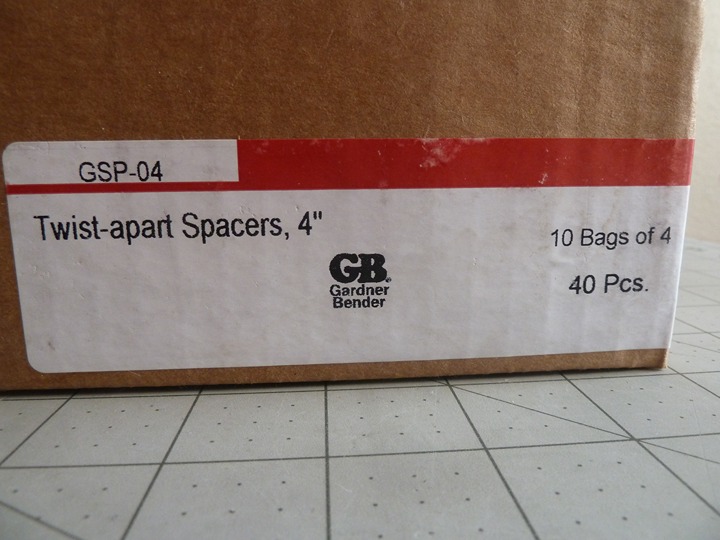 GSP-04
Twist-apart Spacers, 4"
10 Bags of 4
GB®
Gardner
Bender
40 Pcs.